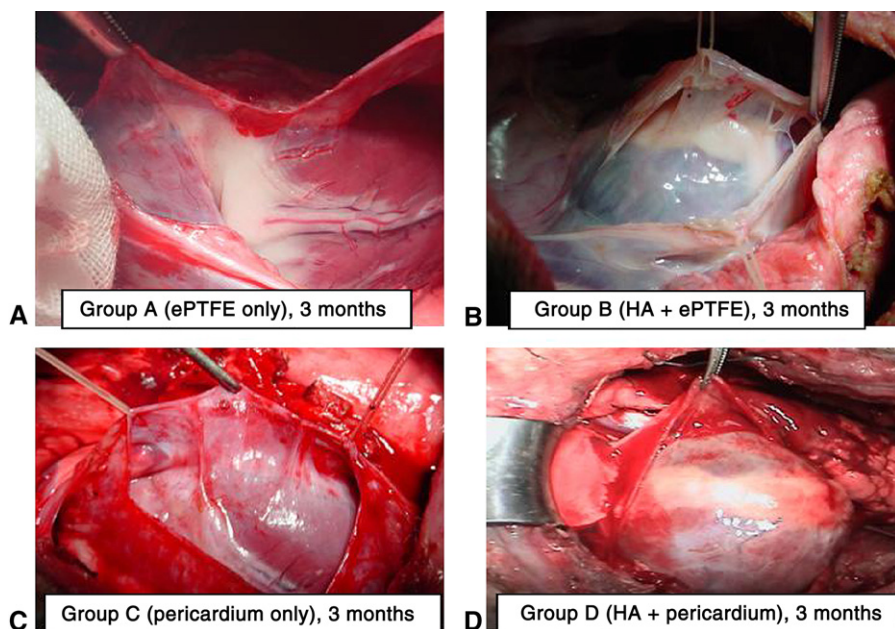 A
Group A (ePTFE only), 3 months
B
Group B (HA + ePTFE), 3 months
C
Group C (pericardium only), 3 months
D
Group D (HA + pericardium), 3 months